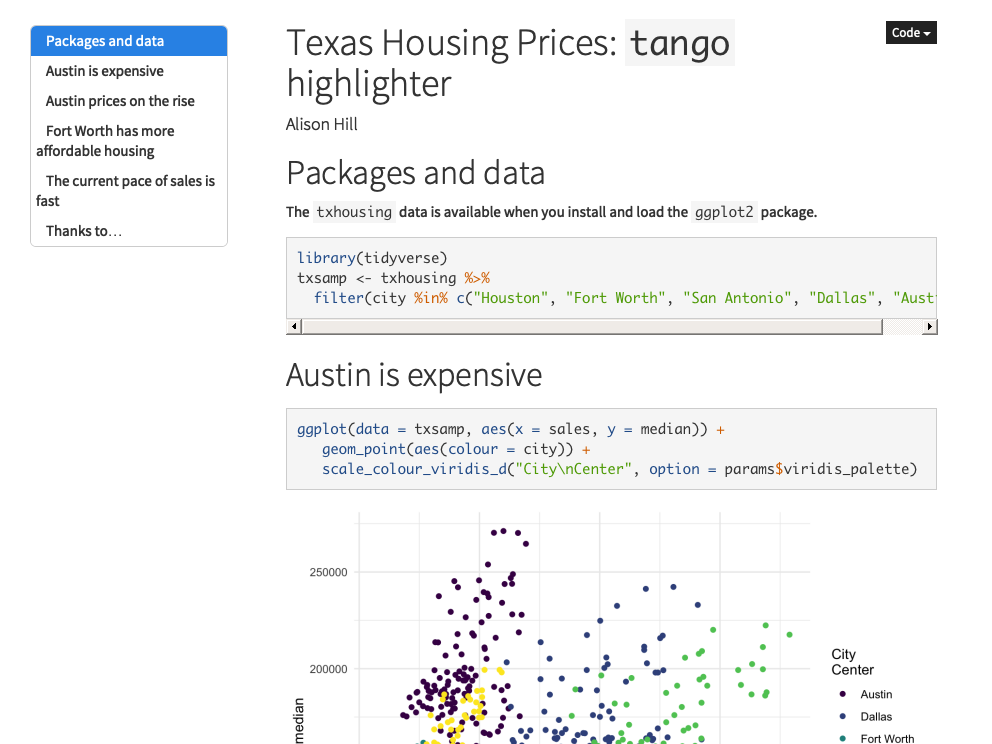 Packages and data
Austin is expensive
Austin prices on the rise
Fort Worth has more
affordable housing
The current pace of sales is
fast
Thanks to…
Texas Housing Prices: tango
highlighter
Code
Alison Hill
Packages and data
The txhousing data is available when you install and load the ggplot2 package.
library(tidyverse)
txsamp <- txhousing %>%
  filter(city %in% c("Houston", "Fort Worth", "San Antonio", "Dallas", "Aust
Austin is expensive
ggplot(data = txsamp, aes(x = sales, y = median)) +
   geom_point(aes(colour = city)) +
   scale_colour_viridis_d("City\nCenter", option = params$viridis_palette)
250000
200000
median
City
Center
Austin
Dallas
Fort Worth